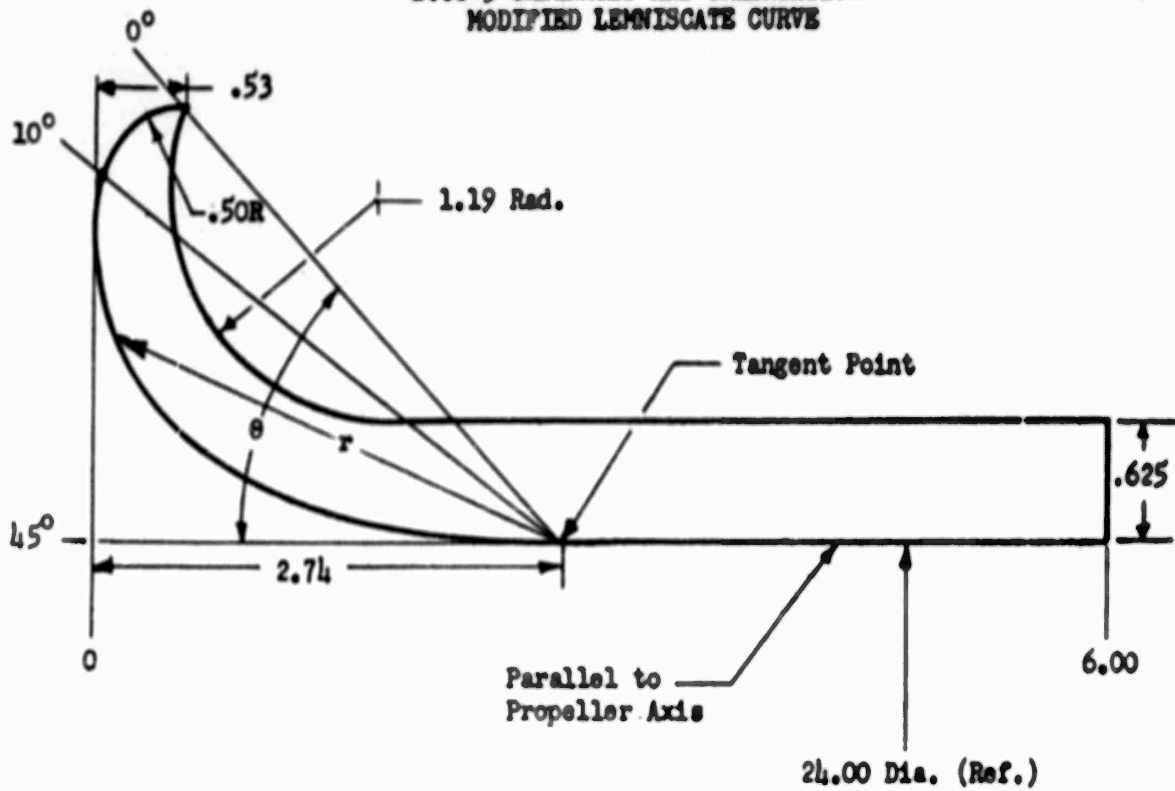 MODIFIED LEMNISCATE CURVE
0°
.53
10°
.50R
1.19 Rad.
Tangent Point
θ
r
.625
45°
2.74
0
6.00
Parallel to
Propeller Axis
24.00 Dia. (Ref.)